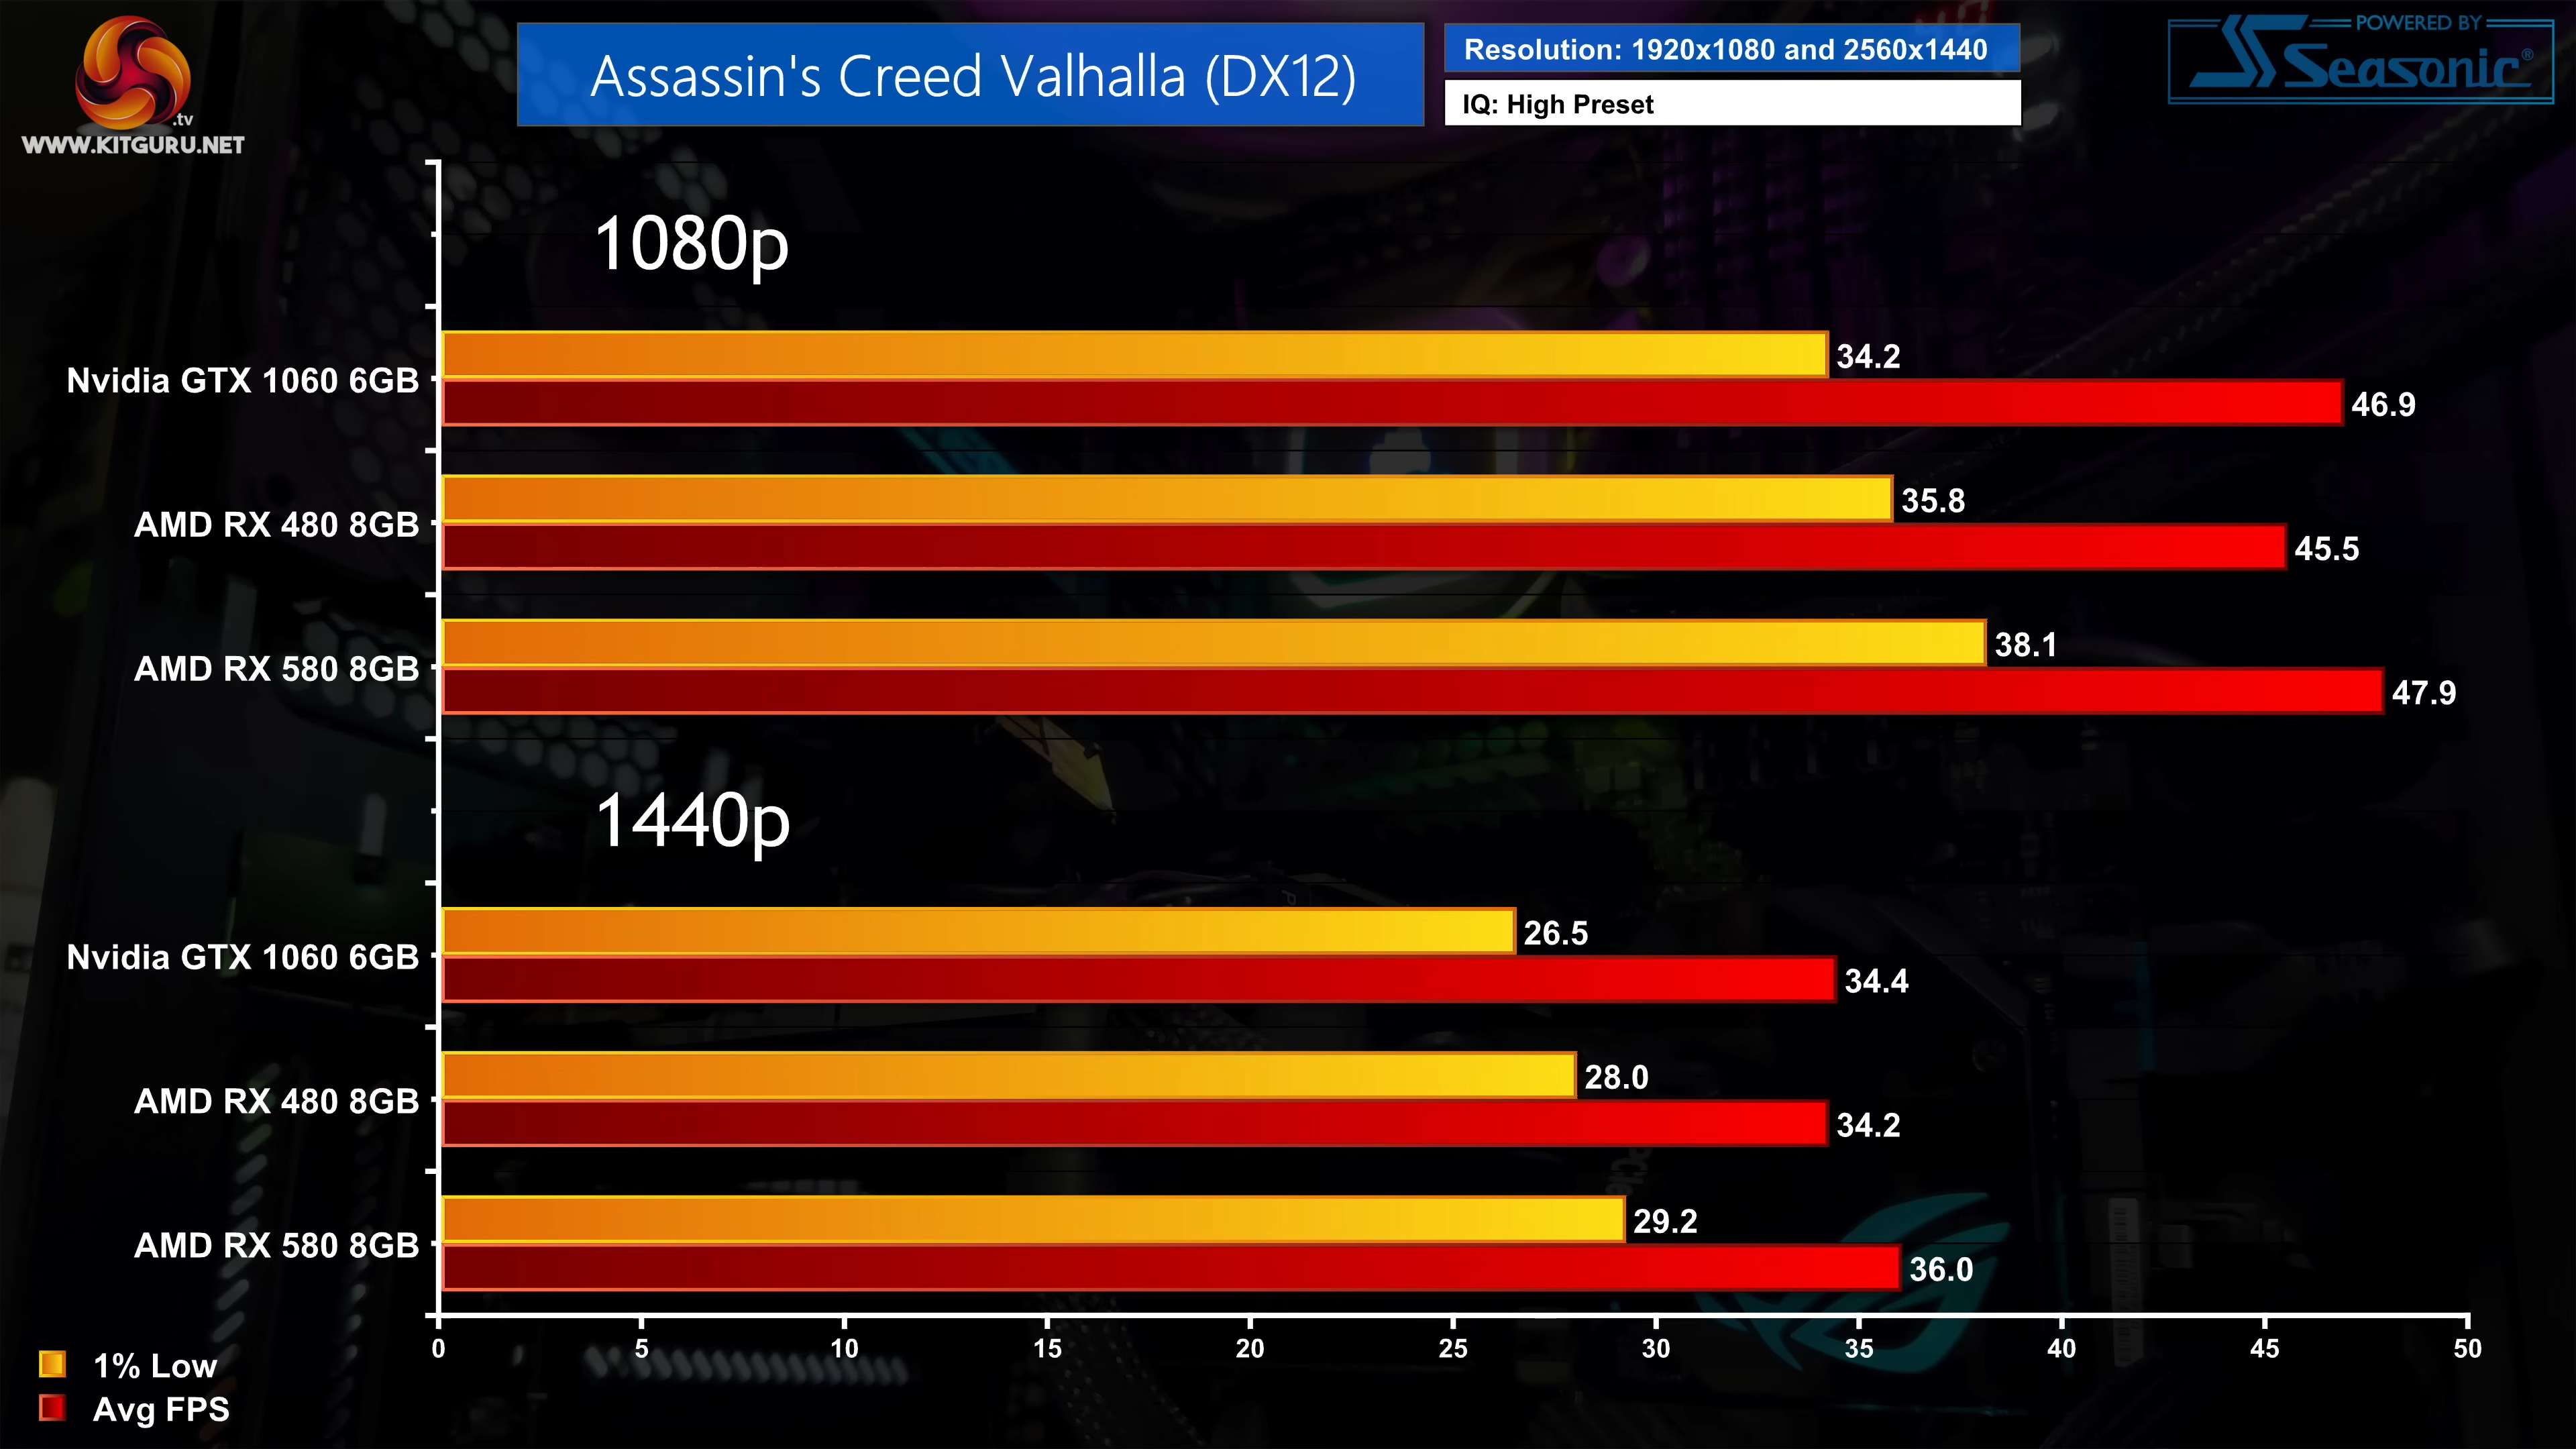 .tv
WWW.KITGURU.NET
Assassin's Creed Valhalla (DX12)
Resolution: 1920x1080 and 2560x1440
IQ: High Preset
POWERED BY
Seasonic®
1080p
Nvidia GTX 1060 6GB
34.2
46.9
AMD RX 480 8GB
35.8
45.5
AMD RX 580 8GB
38.1
47.9
1440p
Nvidia GTX 1060 6GB
26.5
34.4
AMD RX 480 8GB
28.0
34.2
AMD RX 580 8GB
29.2
36.0
0 5 10 15 20 25 30 35 40 45 50
1% Low
Avg FPS